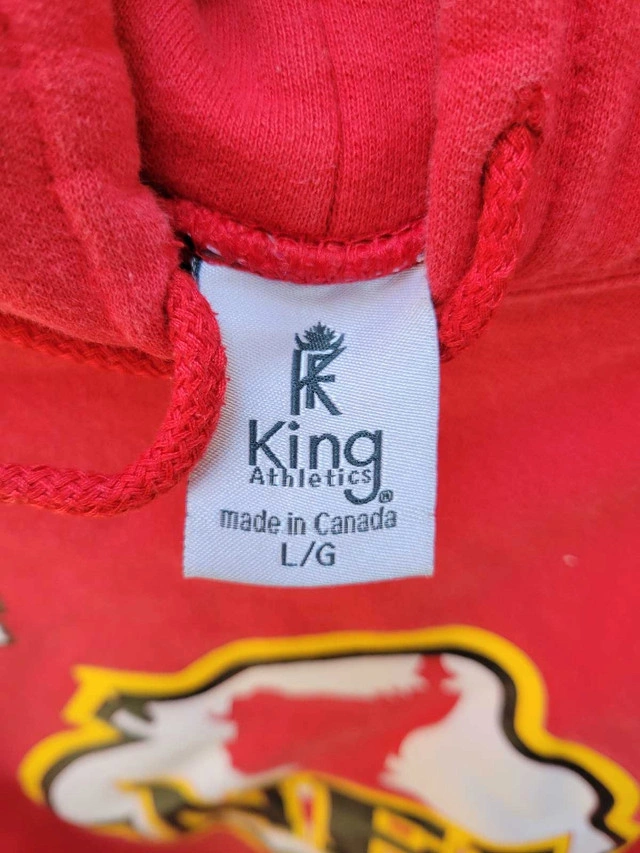 King
Athletics®
made in Canada
L/G